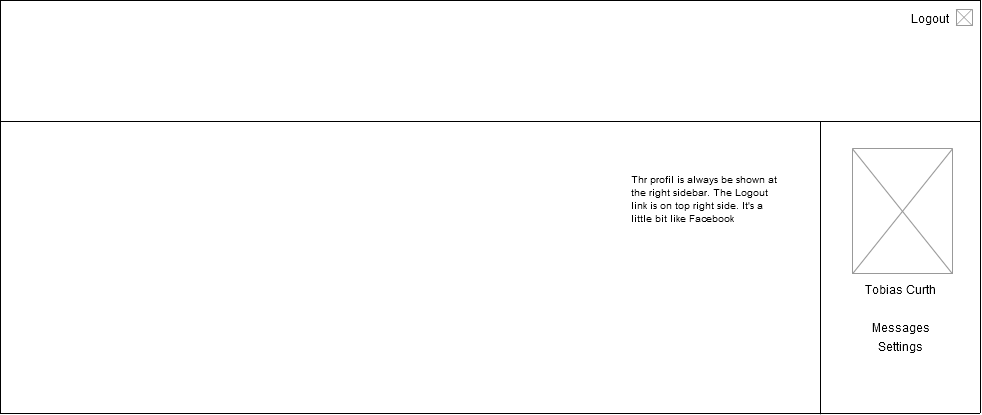 Logout
Thr profil is always be shown at
the right sidebar. The Logout
link is on top right side. It's a
little bit like Facebook
Tobias Curth
Messages
Settings